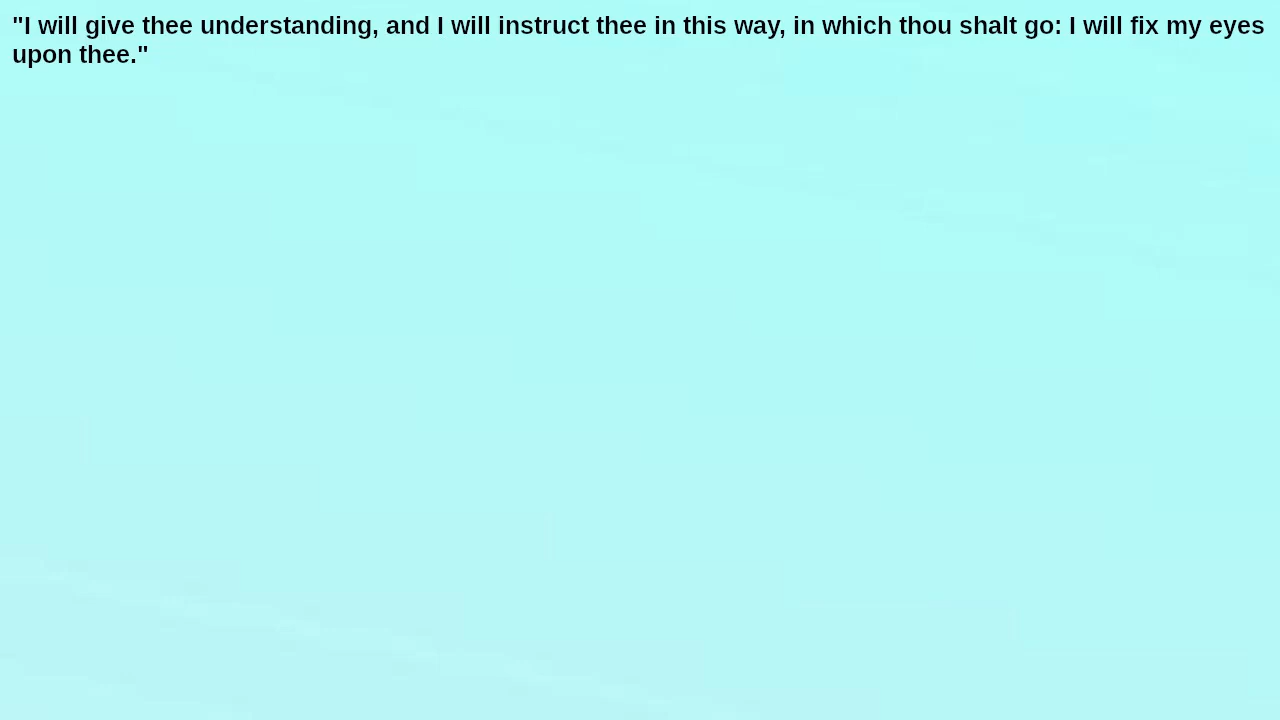 "I will give thee understanding, and I will instruct thee in this way, in which thou shalt go: I will fix my eyes
upon thee."